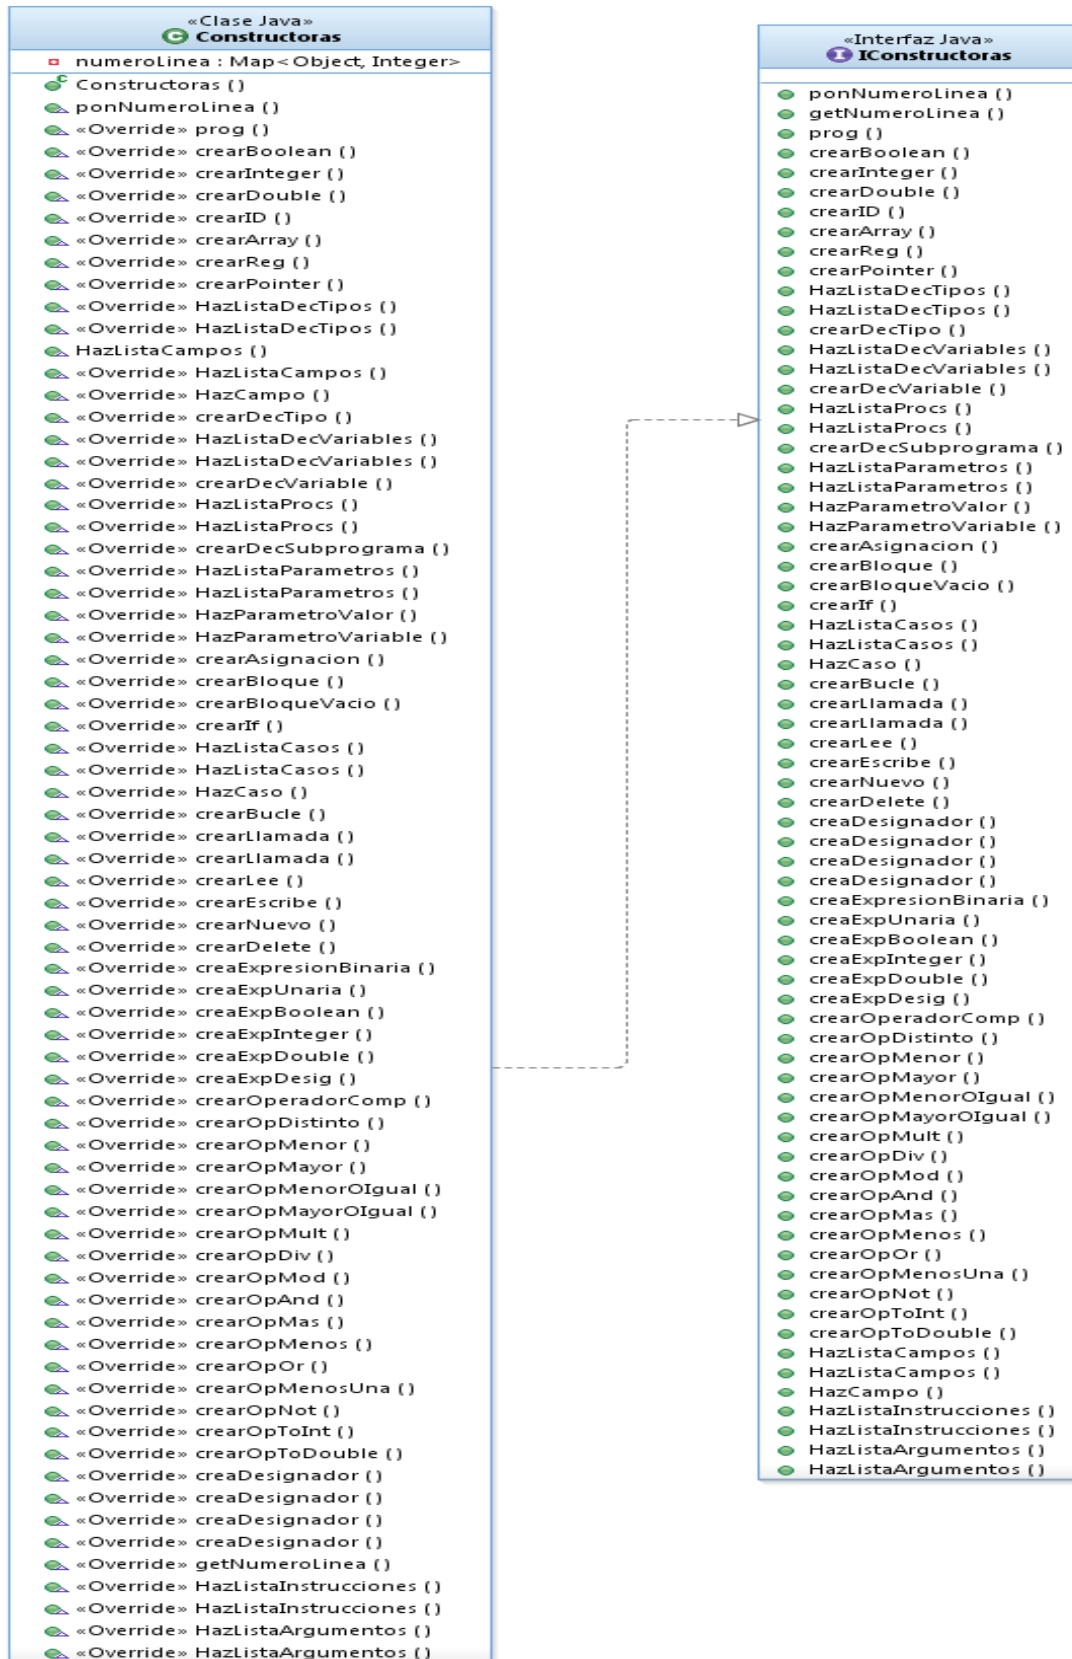 «Clase Java»
Constructoras
numeroLinea : Map<Object, Integer>
Constructoras ( )
ponNumeroLinea ( )
«Override» prog ( )
«Override» crearBoolean ( )
«Override» crearInteger ( )
«Override» crearDouble ( )
«Override» crearID ( )
«Override» crearArray ( )
«Override» crearReg ( )
«Override» crearPointer ( )
«Override» HazListaDecTipos ( )
«Override» HazListaDecTipos ( )
HazListaCampos ( )
«Override» HazListaCampos ( )
«Override» HazCampo ( )
«Override» crearDecTipo ( )
«Override» HazListaDecVariables ( )
«Override» HazListaDecVariables ( )
«Override» crearDecVariable ( )
«Override» HazListaProcs ( )
«Override» HazListaProcs ( )
«Override» crearDecSubprograma ( )
«Override» HazListaParametros ( )
«Override» HazListaParametros ( )
«Override» HazParametroValor ( )
«Override» HazParametroVariable ( )
«Override» crearAsignacion ( )
«Override» crearBloque ( )
«Override» crearBloqueVacio ( )
«Override» crearIf ( )
«Override» HazListaCasos ( )
«Override» HazListaCasos ( )
«Override» HazCaso ( )
«Override» crearBucle ( )
«Override» crearLlamada ( )
«Override» crearLlamada ( )
«Override» crearLee ( )
«Override» crearEscribe ( )
«Override» crearNuevo ( )
«Override» crearDelete ( )
«Override» creaExpresionBinaria ( )
«Override» creaExpUnaria ( )
«Override» creaExpBoolean ( )
«Override» creaExpInteger ( )
«Override» creaExpDouble ( )
«Override» creaExpDesig ( )
«Override» crearOperadorComp ( )
«Override» crearOpDistinto ( )
«Override» crearOpMenor ( )
«Override» crearOpMayor ( )
«Override» crearOpMenorOIgual ( )
«Override» crearOpMayorOIgual ( )
«Override» crearOpMult ( )
«Override» crearOpDiv ( )
«Override» crearOpMod ( )
«Override» crearOpAnd ( )
«Override» crearOpMas ( )
«Override» crearOpMenos ( )
«Override» crearOpOr ( )
«Override» crearOpMenosUna ( )
«Override» crearOpNot ( )
«Override» crearOpToInt ( )
«Override» crearOpToDouble ( )
«Override» creaDesignador ( )
«Override» creaDesignador ( )
«Override» creaDesignador ( )
«Override» creaDesignador ( )
«Override» getNumeroLinea ( )
«Override» HazListaInstrucciones ( )
«Override» HazListaInstrucciones ( )
«Override» HazListaArgumentos ( )
«Override» HazListaArgumentos ( )
«Interfaz Java»
IConstructoras
ponNumeroLinea ( )
getNumeroLinea ( )
prog ( )
crearBoolean ( )
crearInteger ( )
crearDouble ( )
crearID ( )
crearArray ( )
crearReg ( )
crearPointer ( )
HazListaDecTipos ( )
HazListaDecTipos ( )
crearDecTipo ( )
HazListaDecVariables ( )
HazListaDecVariables ( )
crearDecVariable ( )
HazListaProcs ( )
HazListaProcs ( )
crearDecSubprograma ( )
HazListaParametros ( )
HazListaParametros ( )
HazParametroValor ( )
HazParametroVariable ( )
crearAsignacion ( )
crearBloque ( )
crearBloqueVacio ( )
crearIf ( )
HazListaCasos ( )
HazListaCasos ( )
HazCaso ( )
crearBucle ( )
crearLlamada ( )
crearLlamada ( )
crearLee ( )
crearEscribe ( )
crearNuevo ( )
crearDelete ( )
creaDesignador ( )
creaDesignador ( )
creaDesignador ( )
creaDesignador ( )
creaExpresionBinaria ( )
creaExpUnaria ( )
creaExpBoolean ( )
creaExpInteger ( )
creaExpDouble ( )
creaExpDesig ( )
crearOperadorComp ( )
crearOpDistinto ( )
crearOpMenor ( )
crearOpMayor ( )
crearOpMenorOIgual ( )
crearOpMayorOIgual ( )
crearOpMult ( )
crearOpDiv ( )
crearOpMod ( )
crearOpAnd ( )
crearOpMas ( )
crearOpMenos ( )
crearOpOr ( )
crearOpMenosUna ( )
crearOpNot ( )
crearOpToInt ( )
crearOpToDouble ( )
HazListaCampos ( )
HazListaCampos ( )
HazCampo ( )
HazListaInstrucciones ( )
HazListaInstrucciones ( )
HazListaArgumentos ( )
HazListaArgumentos ( )